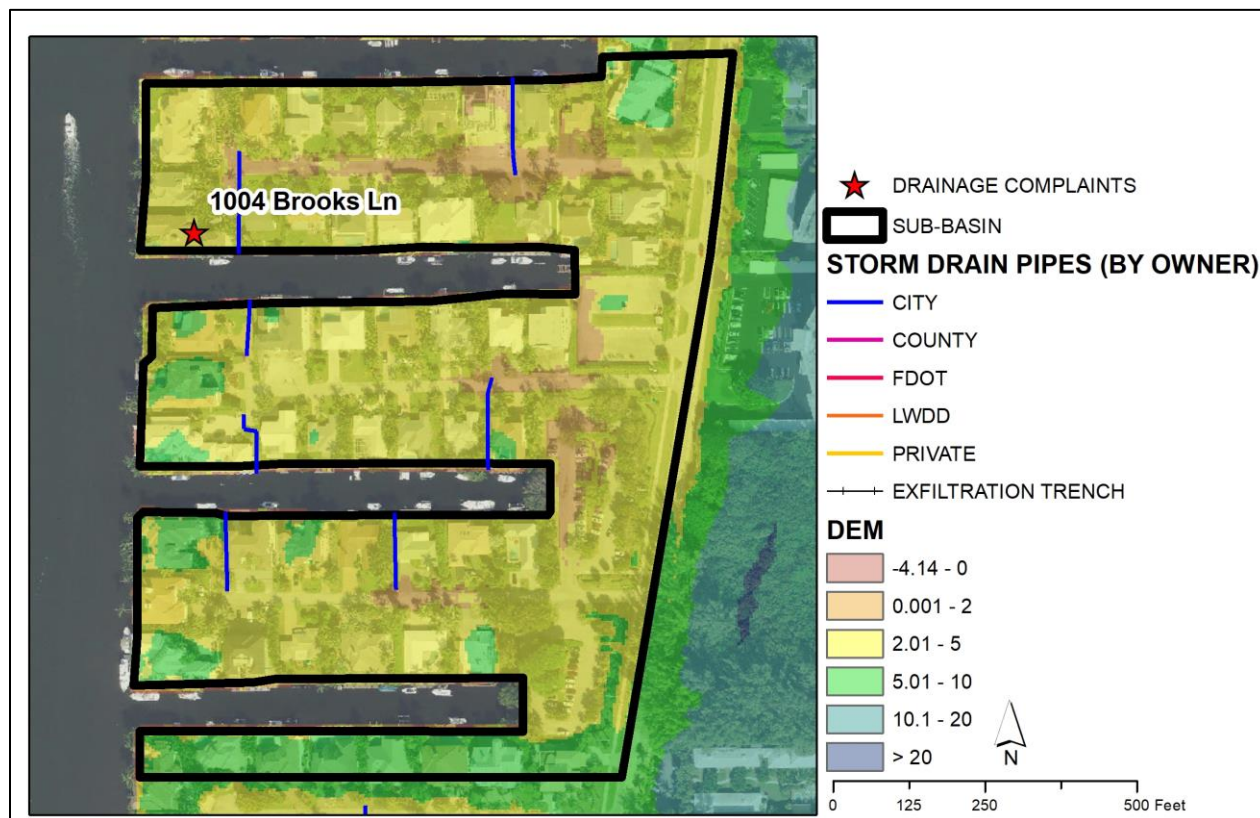 1004 Brooks Ln
DRAINAGE COMPLAINTS
SUB-BASIN
STORM DRAIN PIPES (BY OWNER)
CITY
COUNTY
FDOT
LWDD
PRIVATE
EXFILTRATION TRENCH
DEM
-4.14 - 0
0.001 - 2
2.01 - 5
5.01 - 10
10.1 - 20
> 20
N
0 125 250 500 Feet